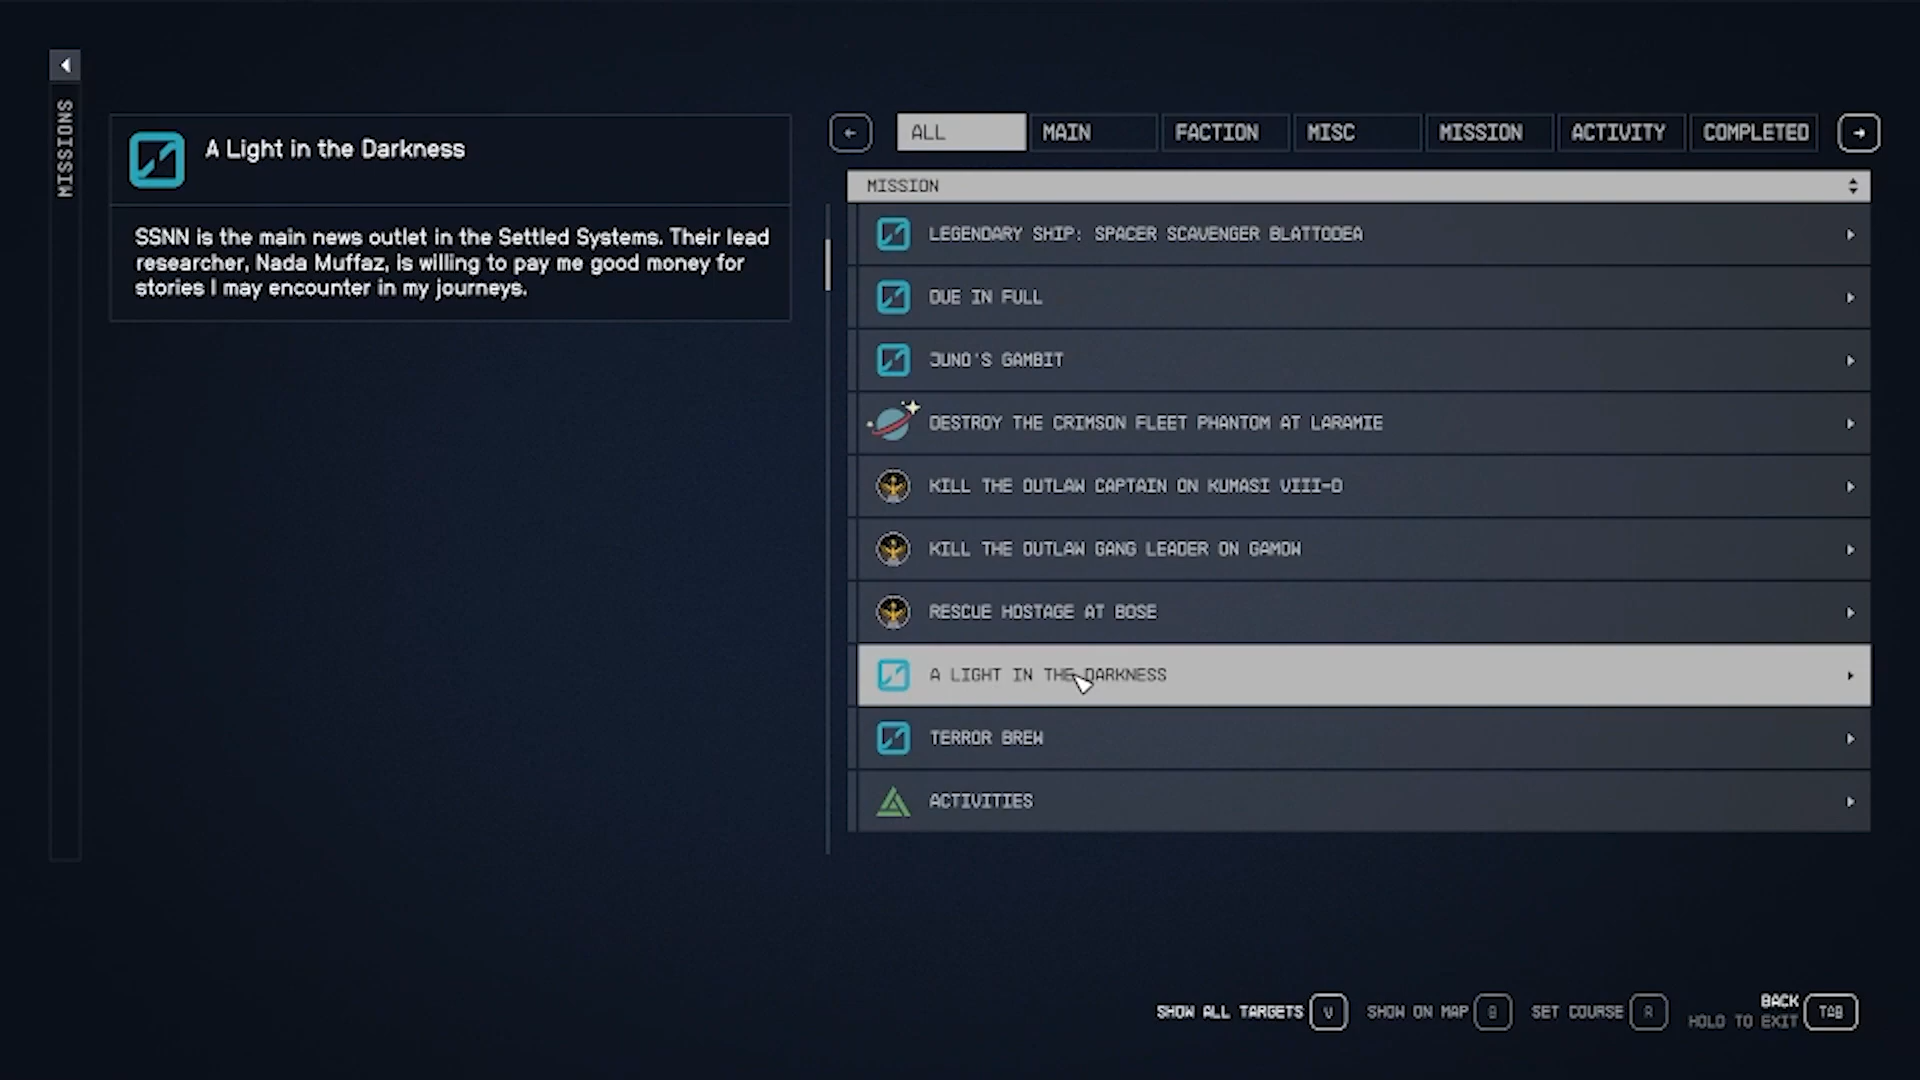 MISSIONS
A Light in the Darkness
SSNN is the main news outlet in the Settled Systems. Their lead
researcher, Nada Muffaz, is willing to pay me good money for
stories I may encounter in my journeys.
ALL MAIN FACTION MISC MISSION ACTIVITY COMPLETED
MISSION
LEGENDARY SHIP: SPACER SCAVENGER BLATTODEA
DUE IN FULL
JUNO'S GAMBIT
DESTROY THE CRIMSON FLEET PHANTOM AT LARAMIE
KILL THE OUTLAW CAPTAIN ON KUMASI VIII-D
KILL THE OUTLAW GANG LEADER ON GAMOW
RESCUE HOSTAGE AT BOSE
A LIGHT IN THE DARKNESS
TERROR BREW
ACTIVITIES
SHOW ALL TARGETS V SHOW ON MAP SET COURSE R BACK TAB
HOLD TO EXIT